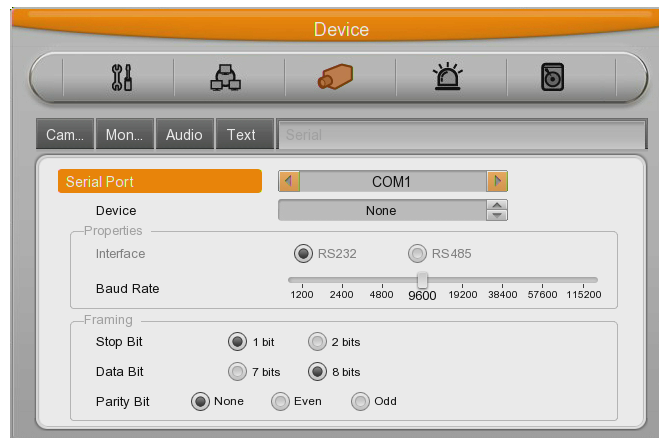 Device
Cam... Mon... Audio Text Serial
Serial Port COM1
Device None
Properties
Interface RS232 RS485
Baud Rate 1200 2400 4800 9600 19200 38400 57600 115200
Framing
Stop Bit 1 bit 2 bits
Data Bit 7 bits 8 bits
Parity Bit None Even Odd